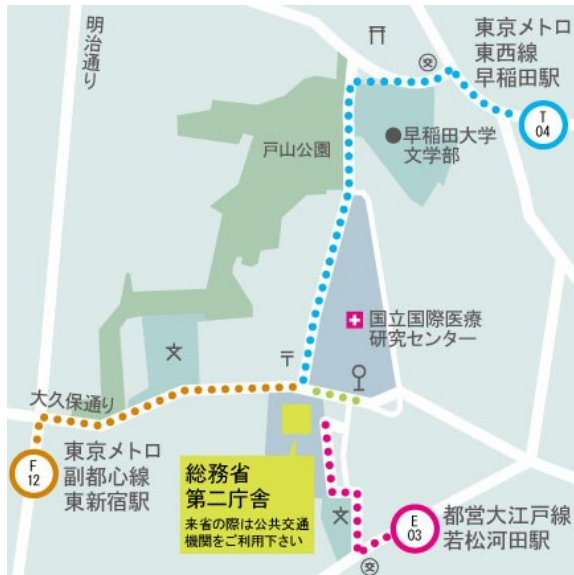 明治通り
東京メトロ
東西線
早稲田駅
T
04
戸山公園
早稲田大学
文学部
国立国際医療
研究センター
大久保通り
F
12
東京メトロ
副都心線
東新宿駅
総務省
第二庁舎
来省の際は公共交通
機関をご利用下さい
E
03
都営大江戸線
若松河田駅